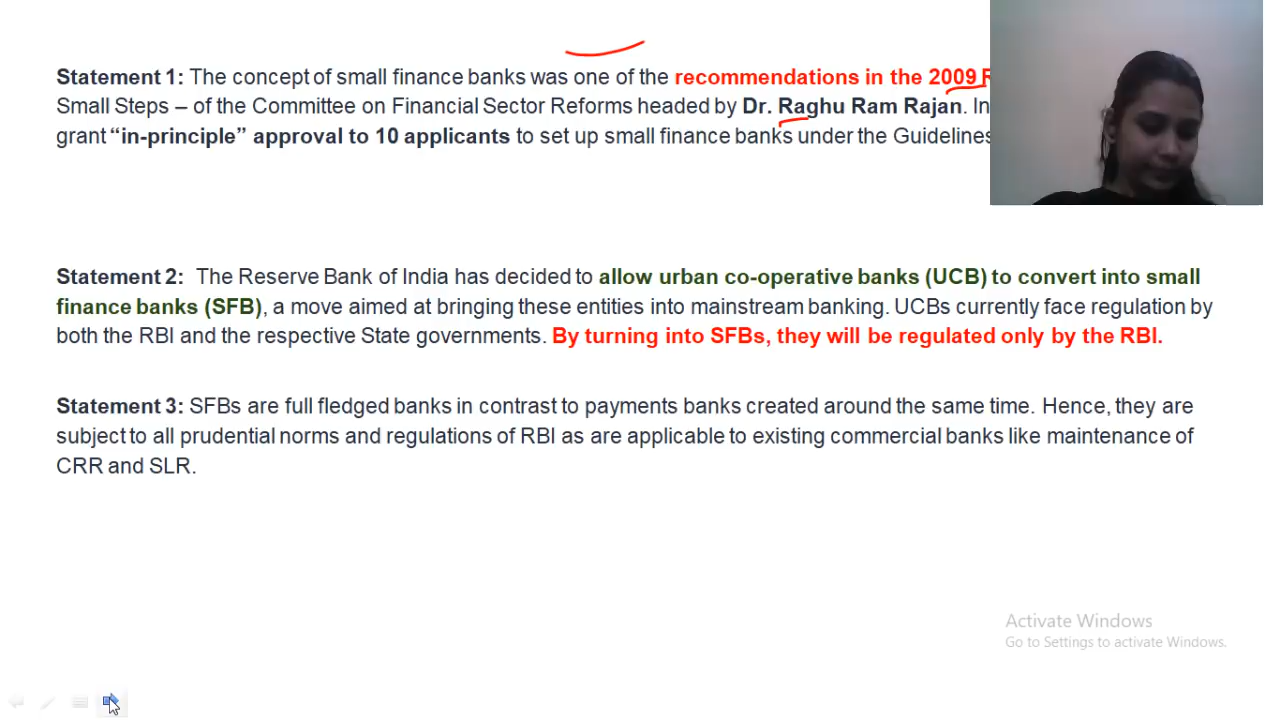 Statement 1: The concept of small finance banks was one of the recommendations in the 2009
Small Steps – of the Committee on Financial Sector Reforms headed by Dr. Raghu Ram Rajan. In
grant “in-principle” approval to 10 applicants to set up small finance banks under the Guidelines
Statement 2: The Reserve Bank of India has decided to allow urban co-operative banks (UCB) to convert into small
finance banks (SFB), a move aimed at bringing these entities into mainstream banking. UCBs currently face regulation by
both the RBI and the respective State governments. By turning into SFBs, they will be regulated only by the RBI.
Statement 3: SFBs are full fledged banks in contrast to payments banks created around the same time. Hence, they are
subject to all prudential norms and regulations of RBI as are applicable to existing commercial banks like maintenance of
CRR and SLR.
Activate Windows
Go to Settings to activate Windows.